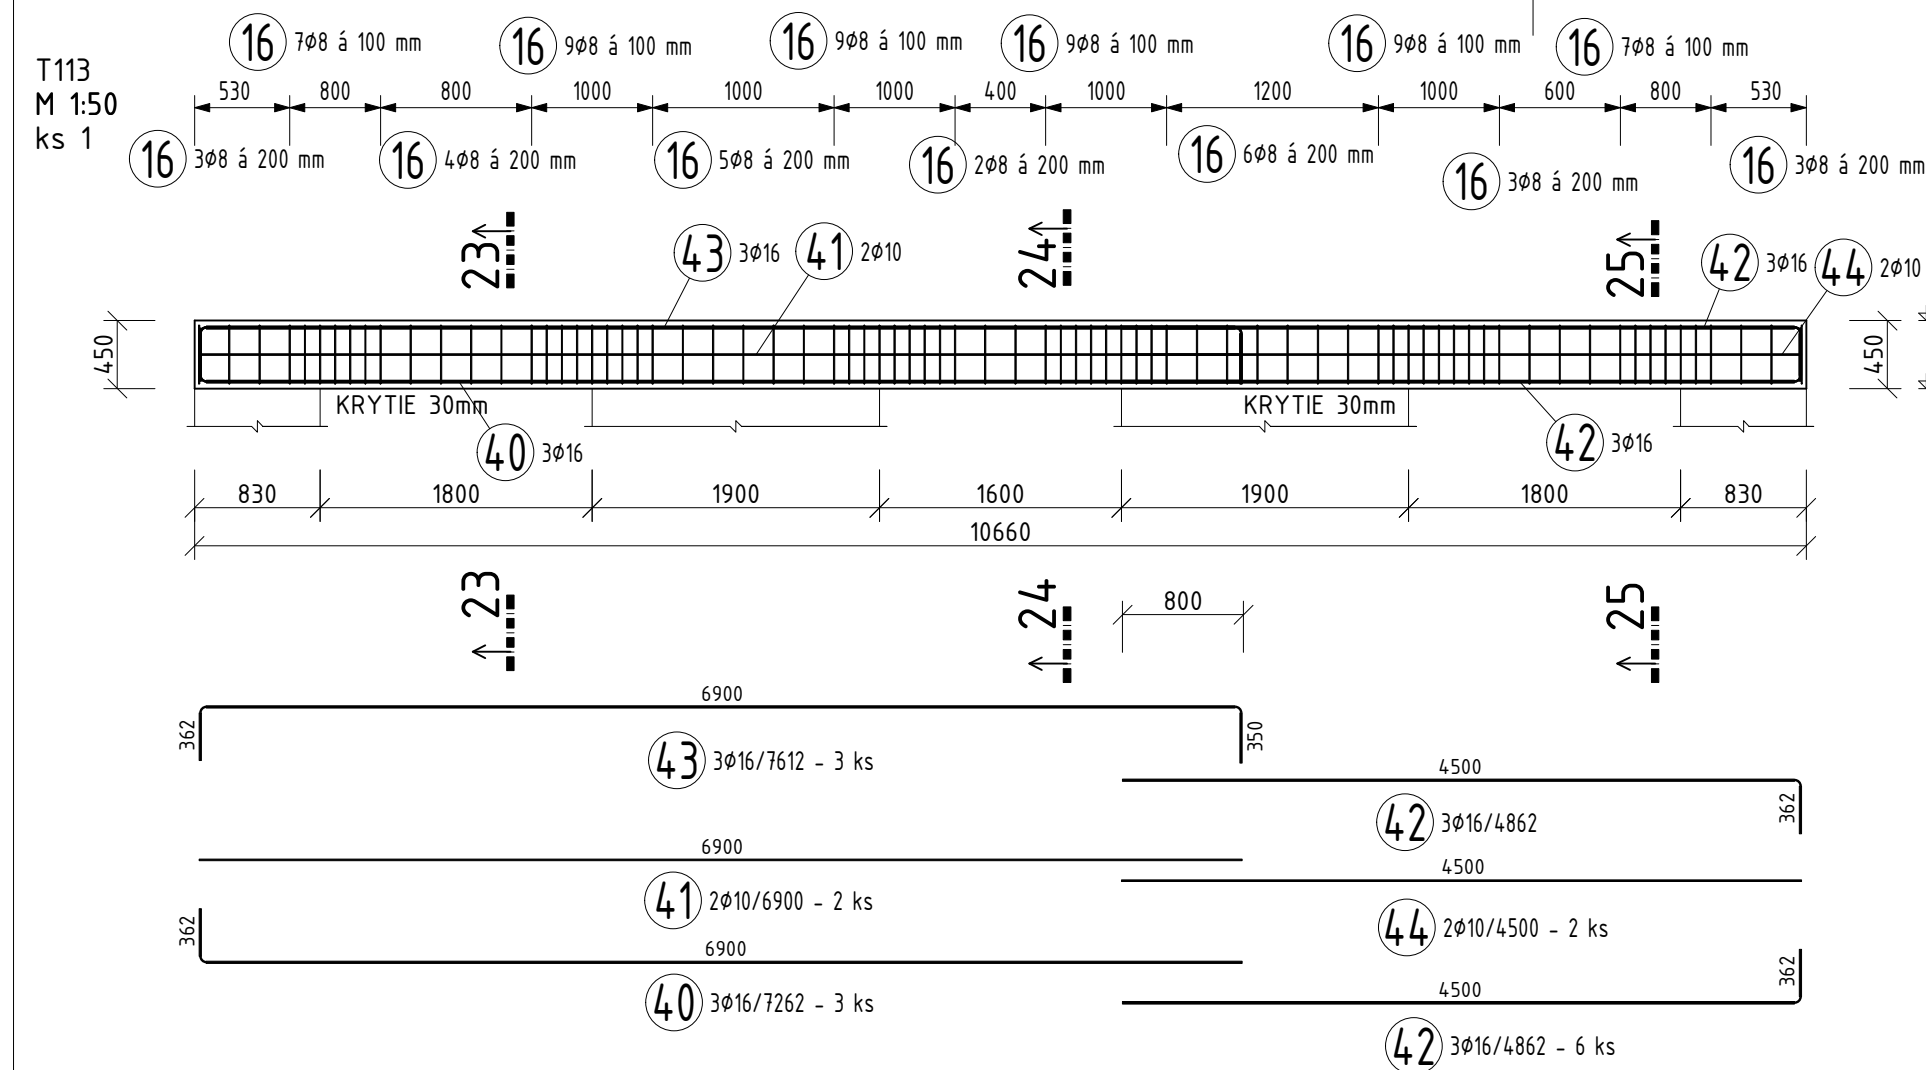 16 7Ø8 á 100 mm
16 9Ø8 á 100 mm
16 9Ø8 á 100 mm
16 9Ø8 á 100 mm
16 9Ø8 á 100 mm
16 7Ø8 á 100 mm
T113
M 1:50
ks 1
530 800 800 1000 1000 1000 400 1000 1200 1000 600 800 530
16 3Ø8 á 200 mm
16 4Ø8 á 200 mm
16 5Ø8 á 200 mm
16 2Ø8 á 200 mm
16 6Ø8 á 200 mm
16 3Ø8 á 200 mm
16 3Ø8 á 200 mm
23
43 3Ø16
41 2Ø10
24
25
42 3Ø16
44 2Ø10
450
450
KRYTIE 30mm
KRYTIE 30mm
40 3Ø16
42 3Ø16
830 1800 1900 1600 1900 1800 830
10660
23
24
25
800
6900
362
350
43 3Ø16/7612 - 3 ks
4500
362
42 3Ø16/4862
6900
41 2Ø10/6900 - 2 ks
4500
44 2Ø10/4500 - 2 ks
362
6900
40 3Ø16/7262 - 3 ks
362
4500
42 3Ø16/4862 - 6 ks